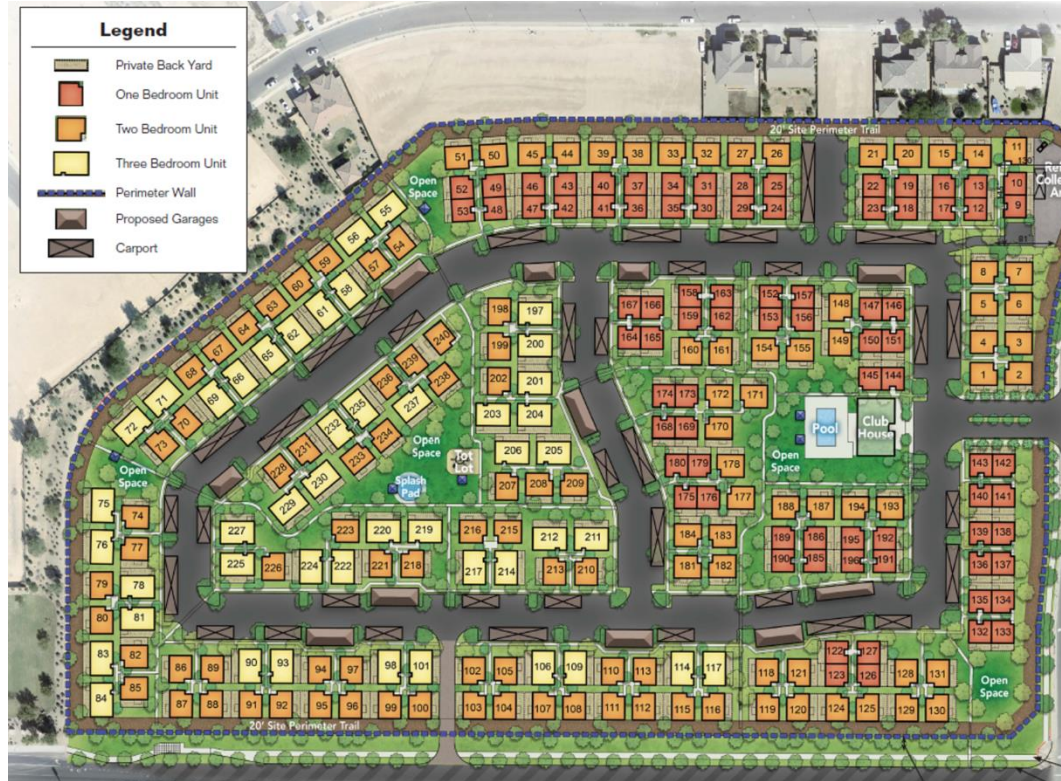 Legend
Private Back Yard
One Bedroom Unit
Two Bedroom Unit
Three Bedroom Unit
Perimeter Wall
Proposed Garages
Carport
20' Site Perimeter Trail
51 50 45 44 39 38 33 32 27 26 21 20 15 14 11
130
52 49 46 43 40 37 34 31 28 25 22 19 16 13 10
53 48 47 42 41 36 35 30 29 24 23 18 17 12 9
Open
Space
81
55
56 54
59 57
60 58
63 61
64 62
67 65
68 66
71 69
72 70
73
8 7
5 6
4 3
1 2
198 197
199 200
202 201
203 204
206 205
207 208 209
167 166 158 163 152 157 148 147 146
164 165 159 162 153 156 149 150 151
160 161 154 155
145 144
174 173 172 171
168 169 170
180 179 178
175 176 177
184 183
181 182
Pool
Club
House
Open
Space
240
239
238
236
237
235
234
232
233
231
230
228
229
Open
Space
Tot
Lot
Splash
Pad
Open
Space
75 74
76 77
79 78
80 81
83 82
84 85
227 223 220 219 216 215 212 211
225 226 224 222 221 218 217 214 213 210
188 187 194 193
189 186 195 192
190 185 196 191
143 142
140 141
139 138
136 137
135 134
132 133
Open
Space
86 89 90 93 94 97 98 101 102 105 106 109 110 113 114 117 118 121 122 127 128 131
123 126
87 88 91 92 95 96 99 100 103 104 107 108 111 112 115 116 119 120 124 125 129 130
20' Site Perimeter Trail